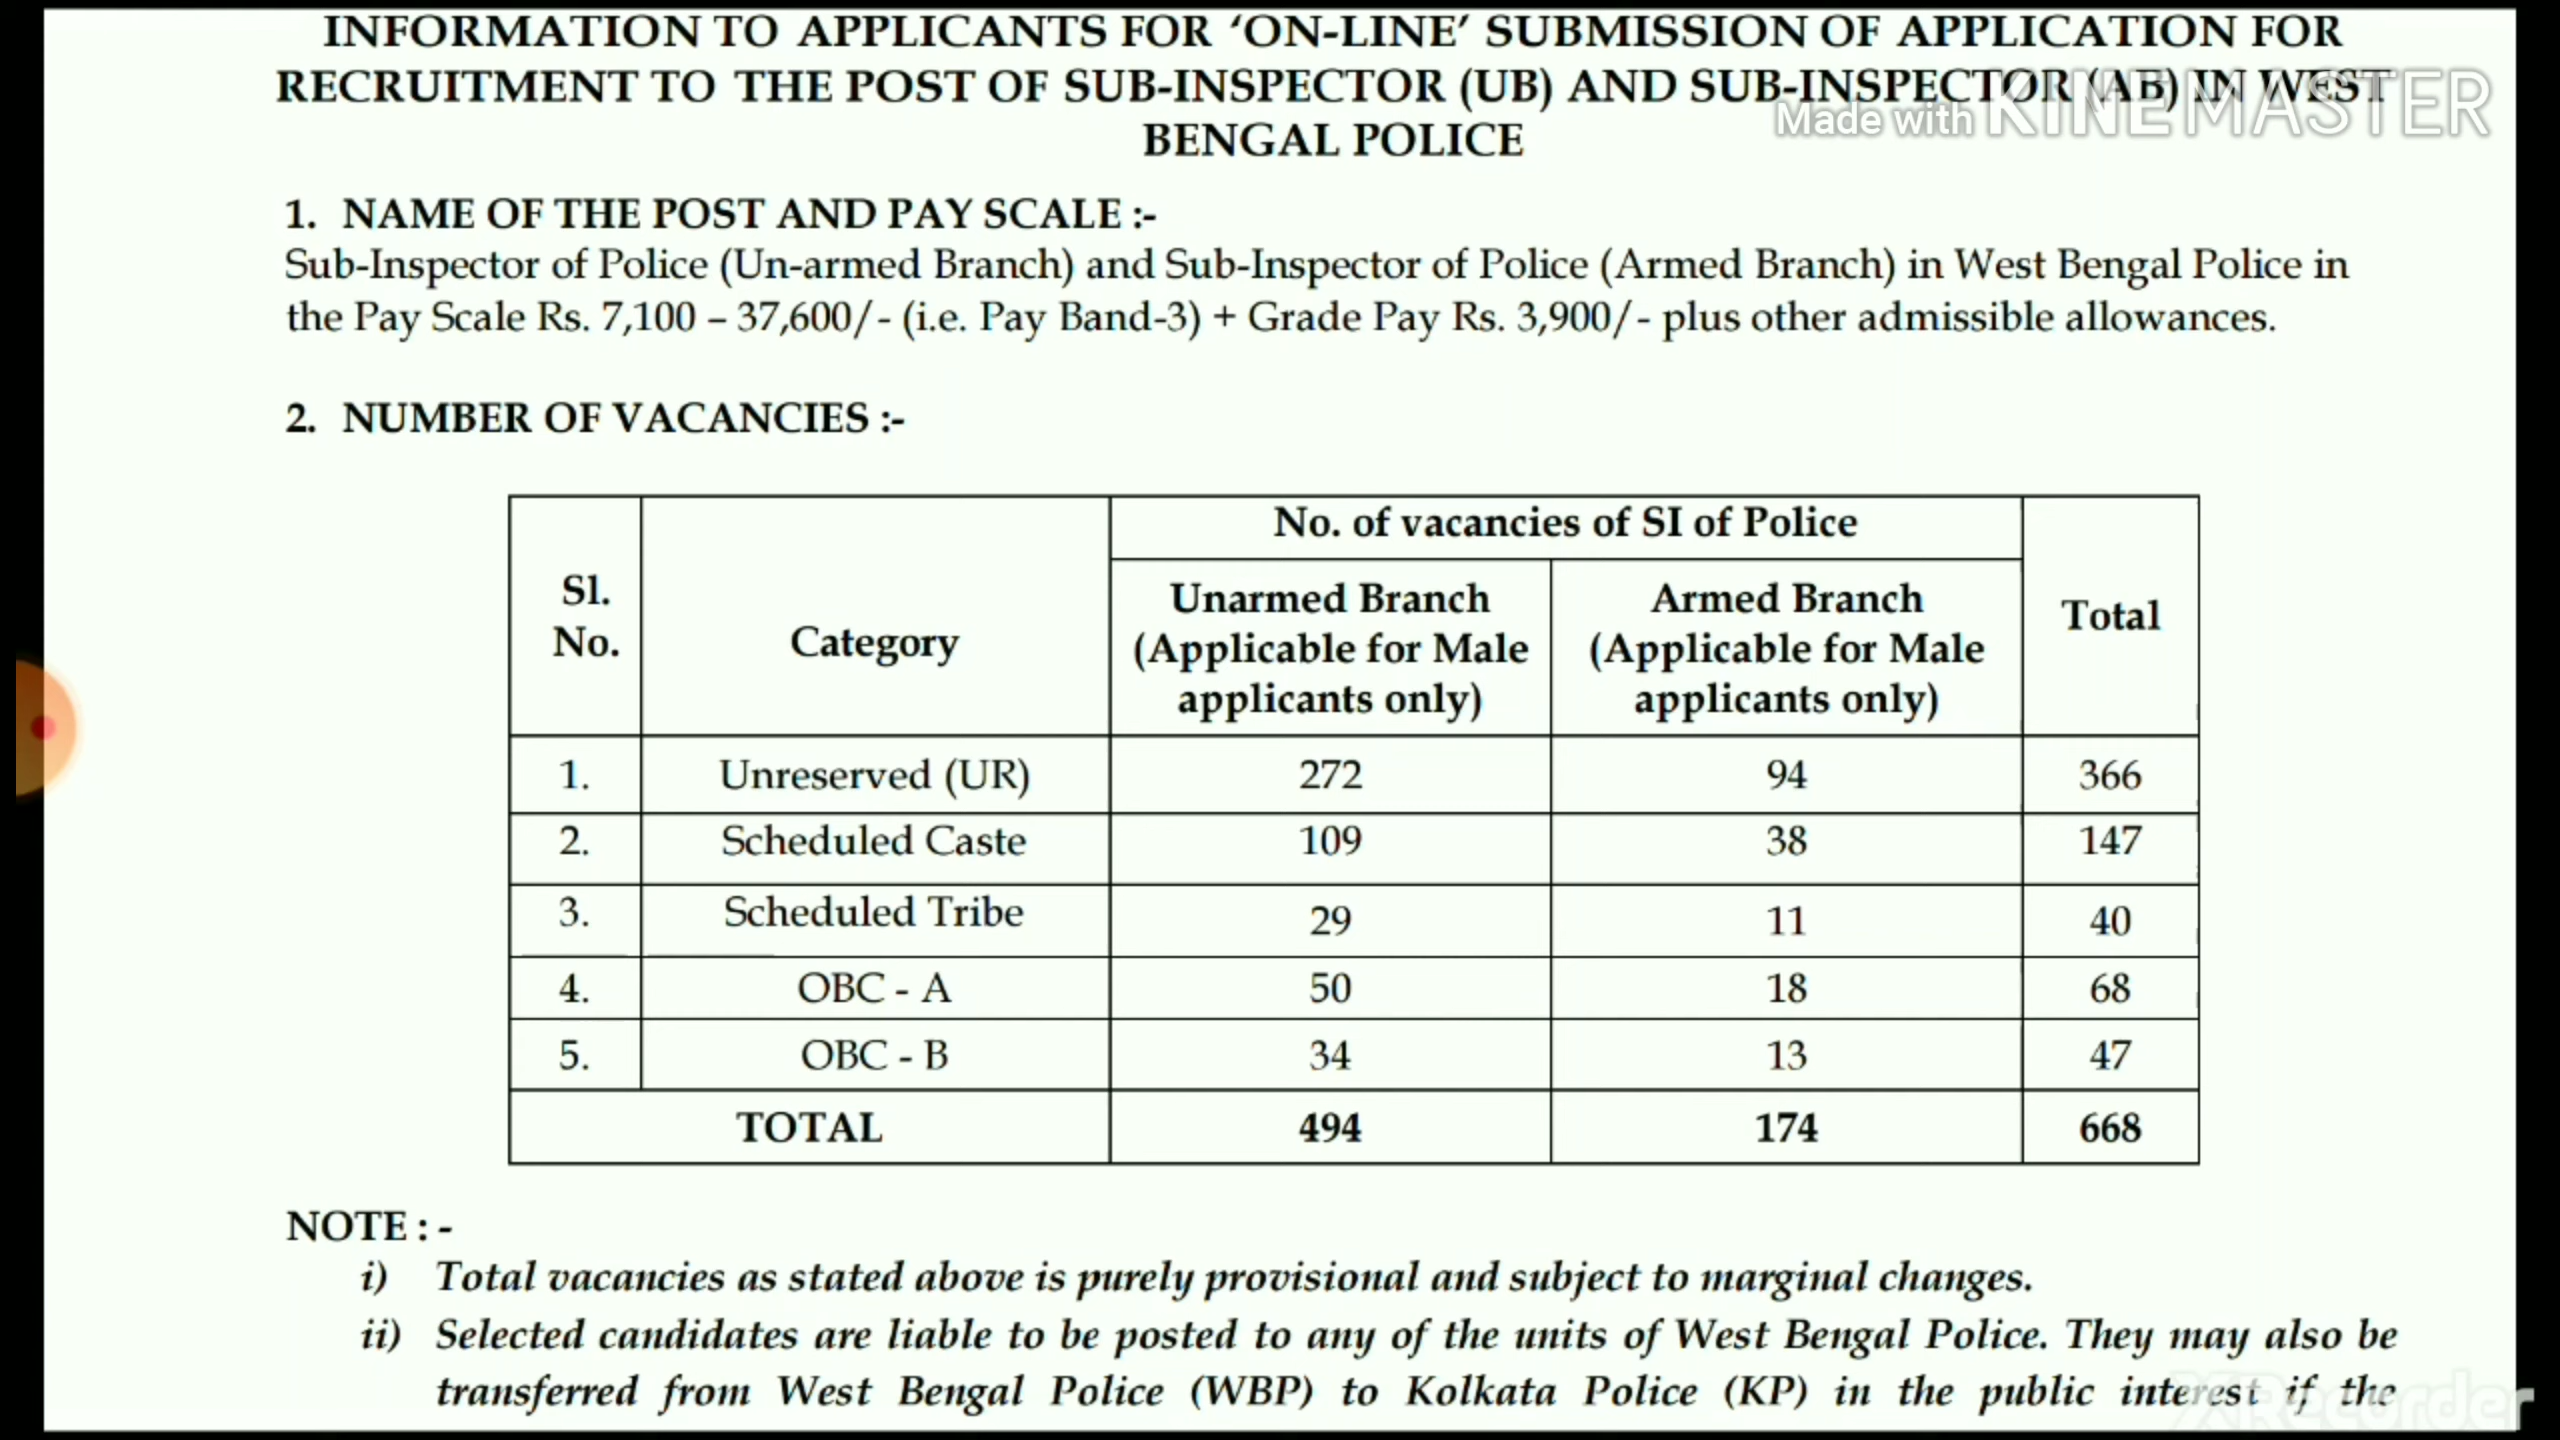 INFORMATION TO APPLICANTS FOR ‘ON-LINE’ SUBMISSION OF APPLICATION FOR
RECRUITMENT TO THE POST OF SUB-INSPECTOR (UB) AND SUB-INSPECTOR (AB) IN WEST
BENGAL POLICE
Made with KINEMASTER
1. NAME OF THE POST AND PAY SCALE :-
Sub-Inspector of Police (Un-armed Branch) and Sub-Inspector of Police (Armed Branch) in West Bengal Police in
the Pay Scale Rs. 7,100 – 37,600/- (i.e. Pay Band-3) + Grade Pay Rs. 3,900/- plus other admissible allowances.
2. NUMBER OF VACANCIES :-
Sl. No. Category No. of vacancies of SI of Police Total
Unarmed Branch (Applicable for Male applicants only) Armed Branch (Applicable for Male applicants only)
1. Unreserved (UR) 272 94 366
2. Scheduled Caste 109 38 147
3. Scheduled Tribe 29 11 40
4. OBC - A 50 18 68
5. OBC - B 34 13 47
TOTAL 494 174 668
NOTE : -
i) Total vacancies as stated above is purely provisional and subject to marginal changes.
ii) Selected candidates are liable to be posted to any of the units of West Bengal Police. They may also be
transferred from West Bengal Police (WBP) to Kolkata Police (KP) in the public interest if the
XRecorder